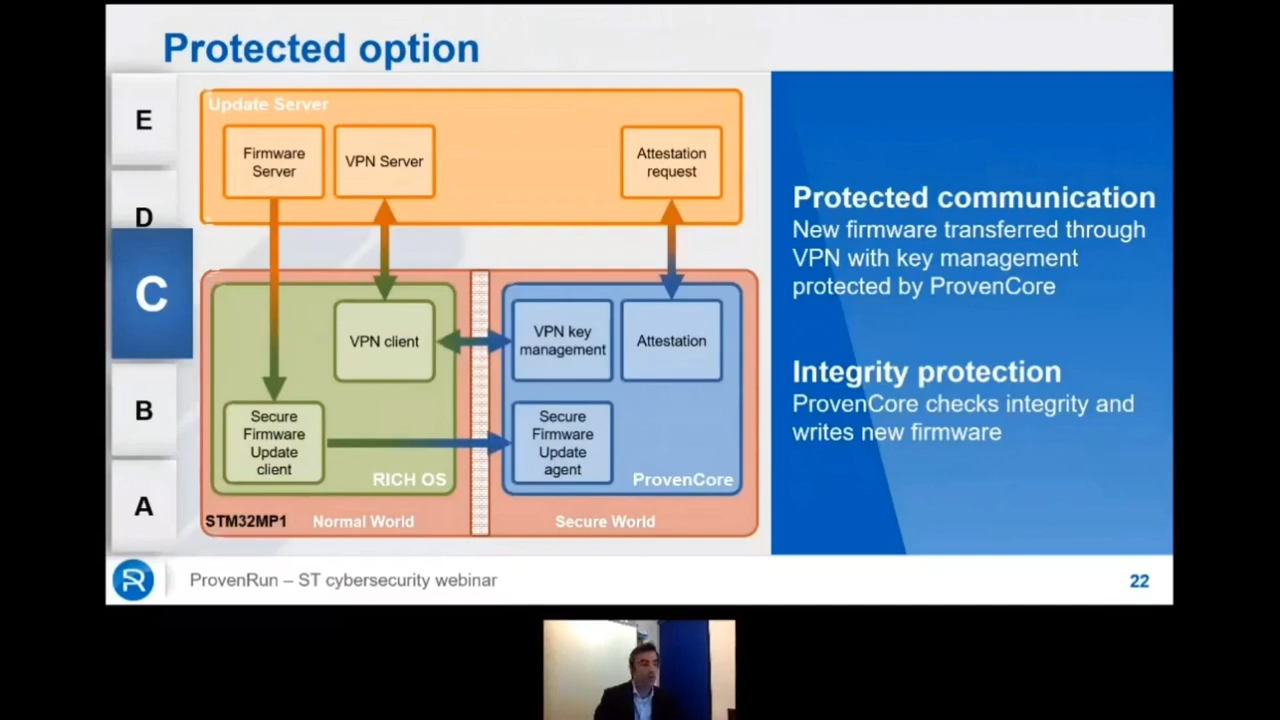 Protected option
E
D
C
B
A
Update Server
Firmware
Server
VPN Server
Attestation
request
VPN client
VPN key
management
Attestation
Secure
Firmware
Update
client
Secure
Firmware
Update
agent
RICH OS
ProvenCore
STM32MP1
Normal World
Secure World
Protected communication
New firmware transferred through
VPN with key management
protected by ProvenCore
Integrity protection
ProvenCore checks integrity and
writes new firmware
ProvenRun – ST cybersecurity webinar
22